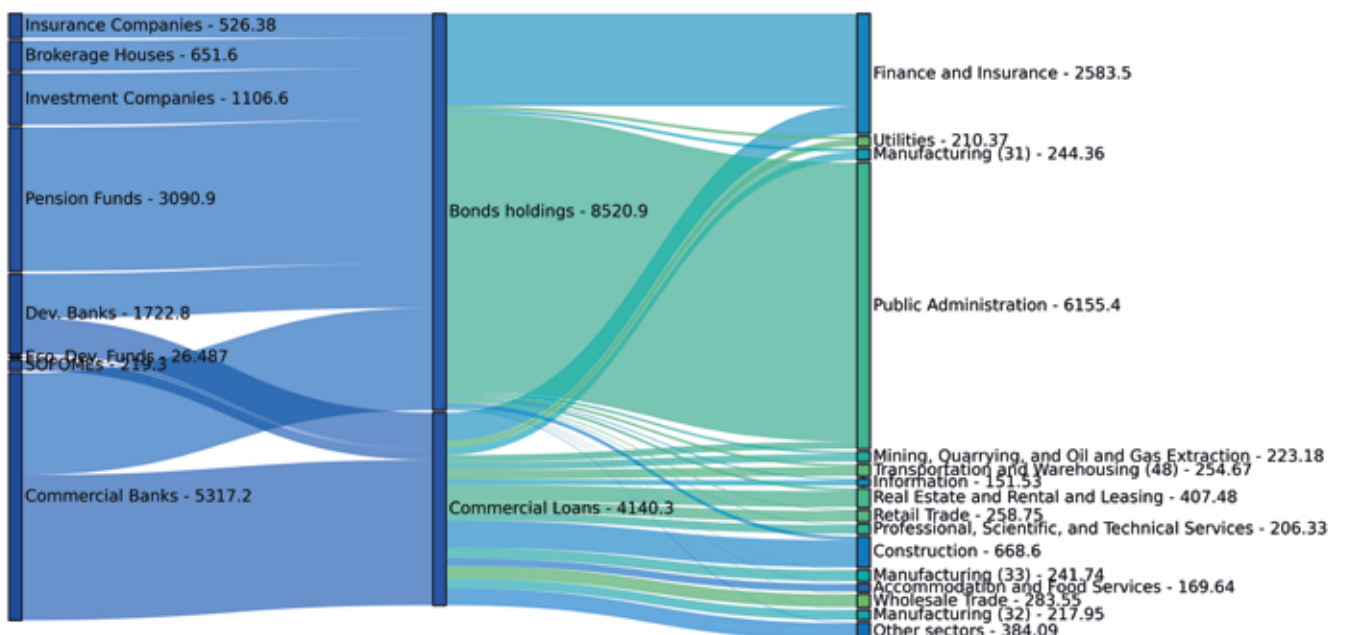 Insurance Companies - 526.38
Brokerage Houses - 651.6
Investment Companies - 1106.6
Pension Funds - 3090.9
Dev. Banks - 1722.8
Eco. Dev. Funds - 26.487
SOFOMEs - 219.3
Commercial Banks - 5317.2
Bonds holdings - 8520.9
Commercial Loans - 4140.3
Finance and Insurance - 2583.5
Utilities - 210.37
Manufacturing (31) - 244.36
Public Administration - 6155.4
Mining, Quarrying, and Oil and Gas Extraction - 223.18
Transportation and Warehousing (48) - 254.67
Information - 151.53
Real Estate and Rental and Leasing - 407.48
Retail Trade - 258.75
Professional, Scientific, and Technical Services - 206.33
Construction - 668.6
Manufacturing (33) - 241.74
Accommodation and Food Services - 169.64
Wholesale Trade - 283.55
Manufacturing (32) - 217.95
Other sectors - 384.09